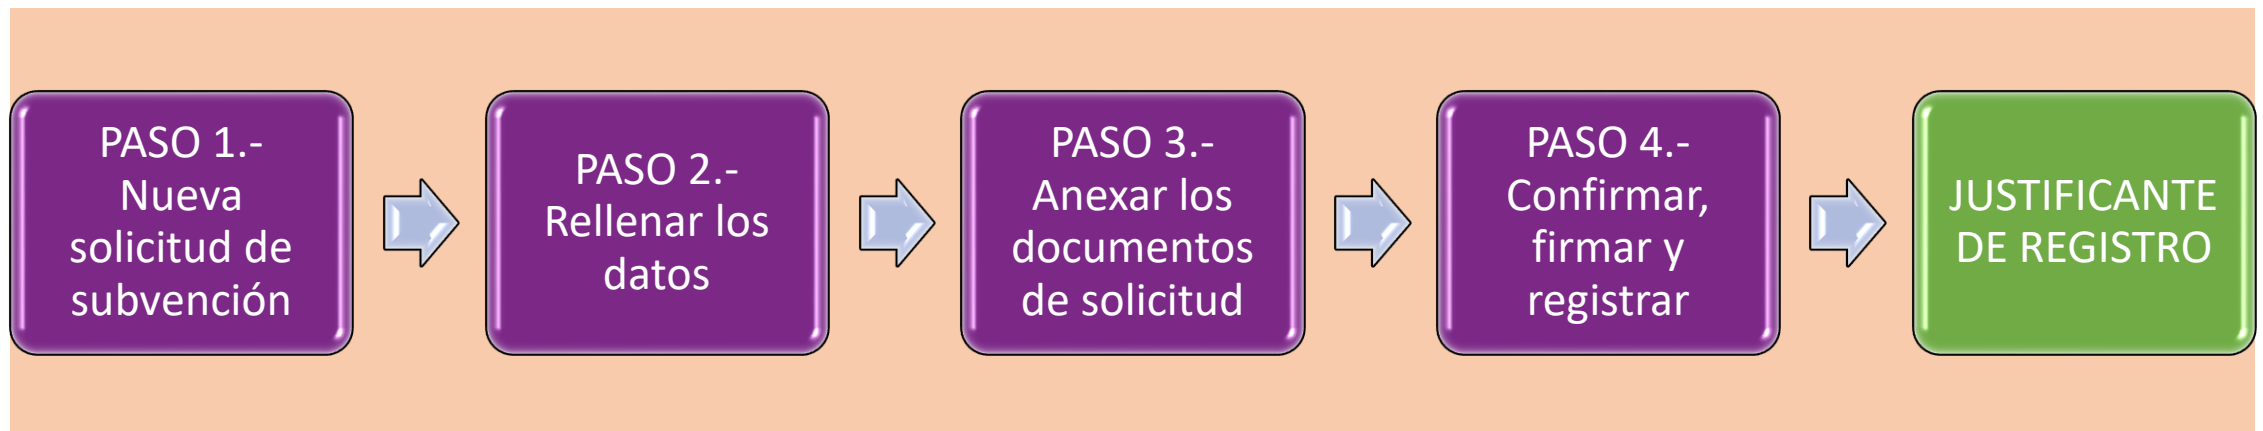 PASO 1.-
Nueva
solicitud de
subvención
PASO 2.-
Rellenar los
datos
PASO 3.-
Anexar los
documentos
de solicitud
PASO 4.-
Confirmar,
firmar y
registrar
JUSTIFICANTE
DE REGISTRO